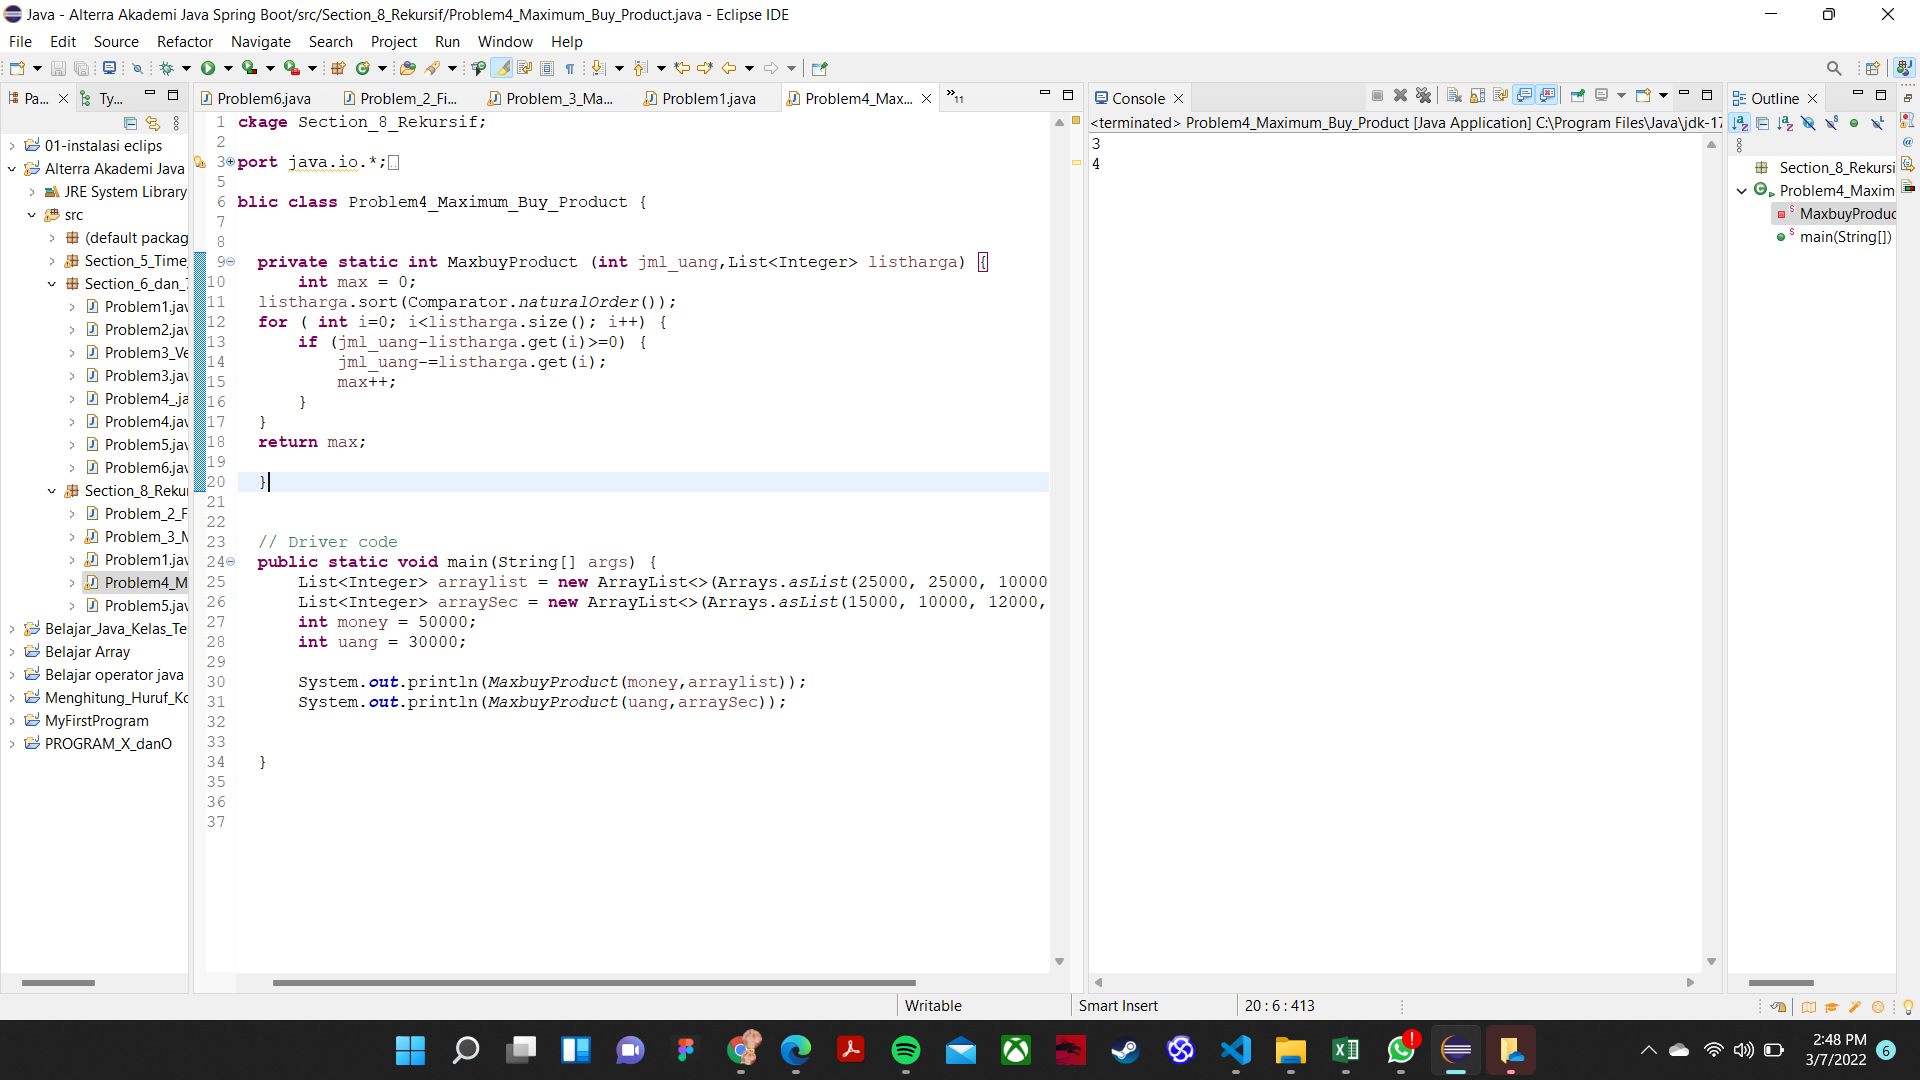 Java - Alterra Akademi Java Spring Boot/src/Section_8_Rekursif/Problem4_Maximum_Buy_Product.java - Eclipse IDE
File Edit Source Refactor Navigate Search Project Run Window Help
Pa... Ty...
01-instalasi eclips
Alterra Akademi Java
JRE System Library
src
(default packag
Section_5_Time_
Section_6_dan_7
Problem1.jav
Problem2.jav
Problem3_Ve
Problem3.jav
Problem4_.ja
Problem4.jav
Problem5.jav
Problem6.jav
Section_8_Rekur
Problem_2_F
Problem_3_M
Problem1.jav
Problem4_M
Problem5.jav
Belajar_Java_Kelas_Te
Belajar Array
Belajar operator java
Menghitung_Huruf_Ko
MyFirstProgram
PROGRAM_X_danO
Problem6.java Problem_2_Fi... Problem_3_Ma... Problem1.java Problem4_Max... »11
1 ckage Section_8_Rekursif;
2
3 port java.io.*;
5
6 blic class Problem4_Maximum_Buy_Product {
7
8
9 private static int MaxbuyProduct (int jml_uang,List<Integer> listharga) {
10 int max = 0;
11 listharga.sort(Comparator.naturalOrder());
12 for ( int i=0; i<listharga.size(); i++) {
13 if (jml_uang-listharga.get(i)>=0) {
14 jml_uang-=listharga.get(i);
15 max++;
16 }
17 }
18 return max;
19
20 }
21
22
23 // Driver code
24 public static void main(String[] args) {
25 List<Integer> arraylist = new ArrayList<>(Arrays.asList(25000, 25000, 10000
26 List<Integer> arraySec = new ArrayList<>(Arrays.asList(15000, 10000, 12000,
27 int money = 50000;
28 int uang = 30000;
29
30 System.out.println(MaxbuyProduct(money,arraylist));
31 System.out.println(MaxbuyProduct(uang,arraySec));
32
33
34 }
35
36
37
Console
<terminated> Problem4_Maximum_Buy_Product [Java Application] C:\Program Files\Java\jdk-17
3
4
Outline
Section_8_Rekursi
Problem4_Maxim
MaxbuyProduc
main(String[])
Writable Smart Insert 20 : 6 : 413
2:48 PM
3/7/2022
6